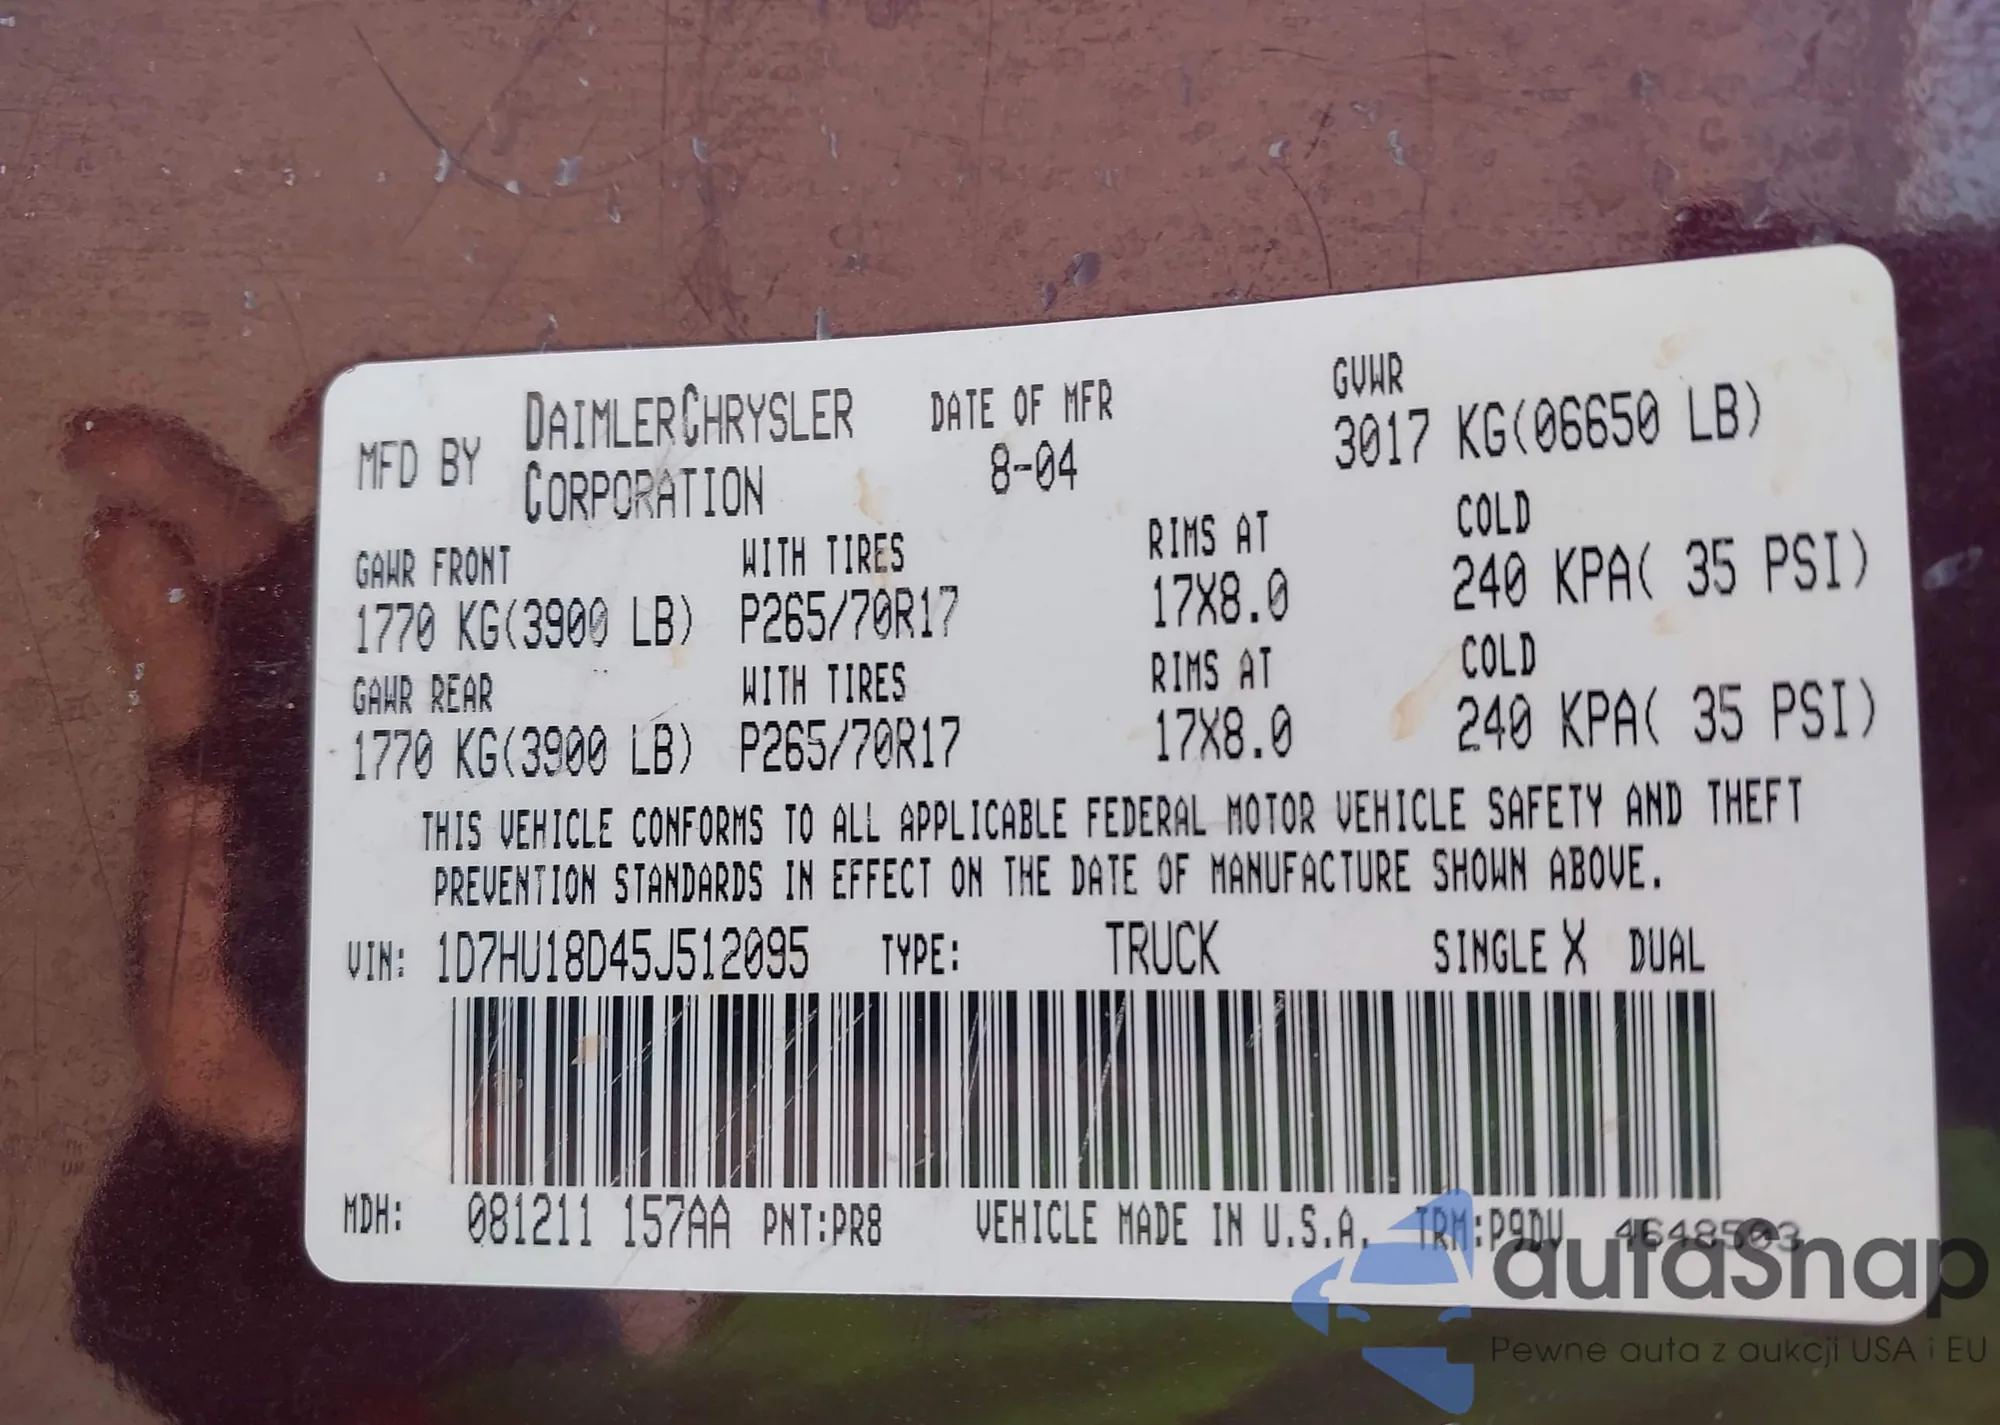 MFD BY DAIMLERCHRYSLER CORPORATION DATE OF MFR 8-04 GVWR 3017 KG(06650 LB)
GAWR FRONT WITH TIRES RIMS AT COLD
1770 KG(3900 LB) P265/70R17 17X8.0 240 KPA( 35 PSI)
GAWR REAR WITH TIRES RIMS AT COLD
1770 KG(3900 LB) P265/70R17 17X8.0 240 KPA( 35 PSI)
THIS VEHICLE CONFORMS TO ALL APPLICABLE FEDERAL MOTOR VEHICLE SAFETY AND THEFT
PREVENTION STANDARDS IN EFFECT ON THE DATE OF MANUFACTURE SHOWN ABOVE.
VIN: 1D7HU18D45J512095 TYPE: TRUCK SINGLE X DUAL
MDH: 081211 157AA PNT:PR8 VEHICLE MADE IN U.S.A. TRM:P9DV 4648503
autaSnap
Pewne auta z aukcji USA i EU